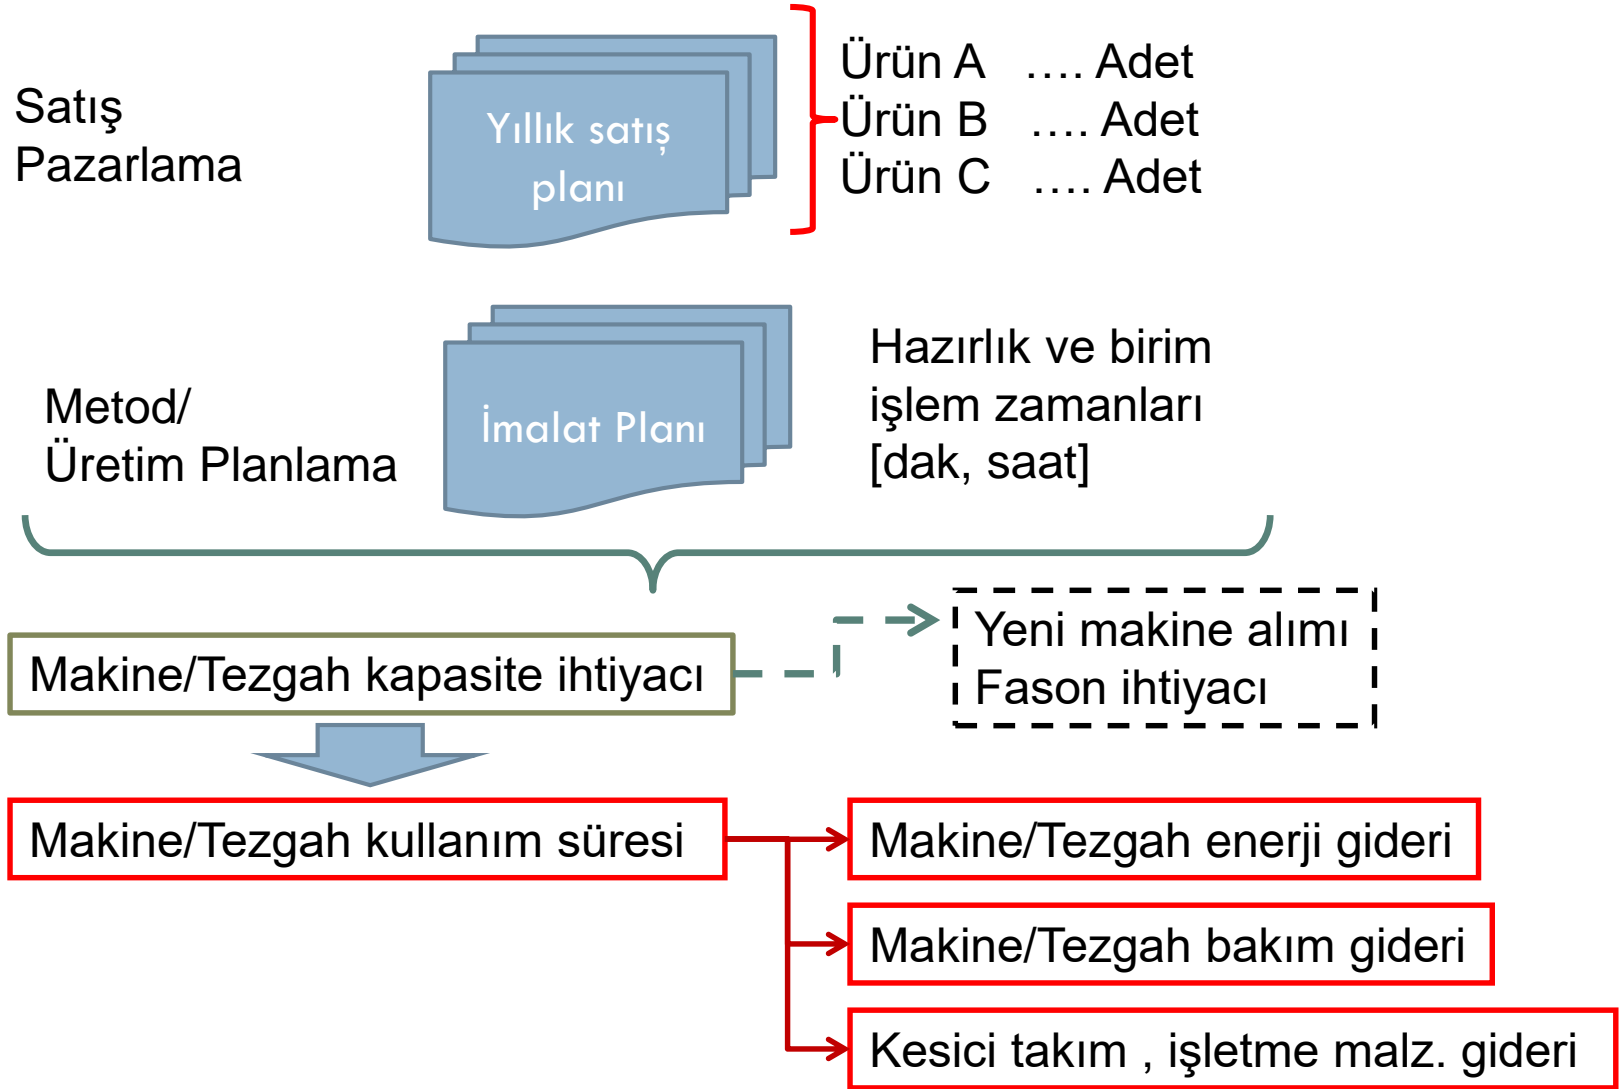 Satış
Pazarlama
Yıllık satış
planı
Ürün A …. Adet
Ürün B …. Adet
Ürün C …. Adet
Metod/
Üretim Planlama
İmalat Planı
Hazırlık ve birim
işlem zamanları
[dak, saat]
Makine/Tezgah kapasite ihtiyacı
Yeni makine alımı
Fason ihtiyacı
Makine/Tezgah kullanım süresi
Makine/Tezgah enerji gideri
Makine/Tezgah bakım gideri
Kesici takım , işletme malz. gideri